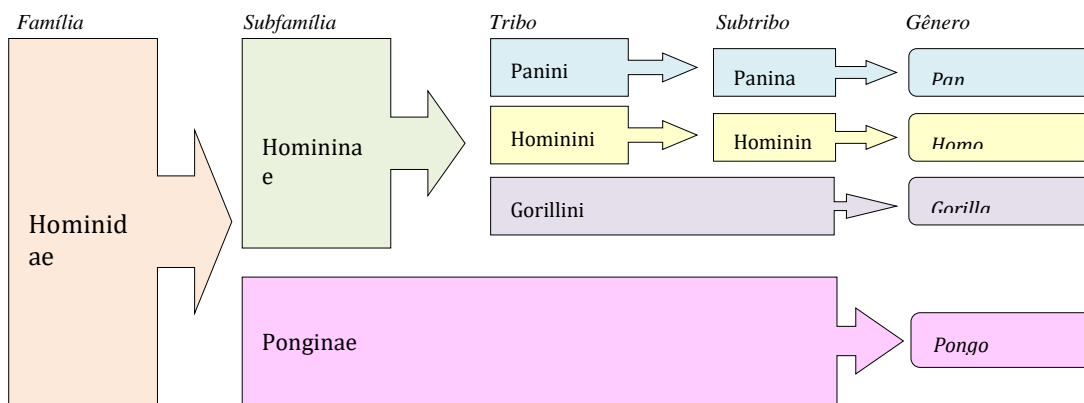 Família Subfamília Tribo Subtribo Gênero
Panini Panina Pan
Hominini Hominin Homo
Hominina
e
Gorillini Gorilla
Hominid
ae
Ponginae Pongo